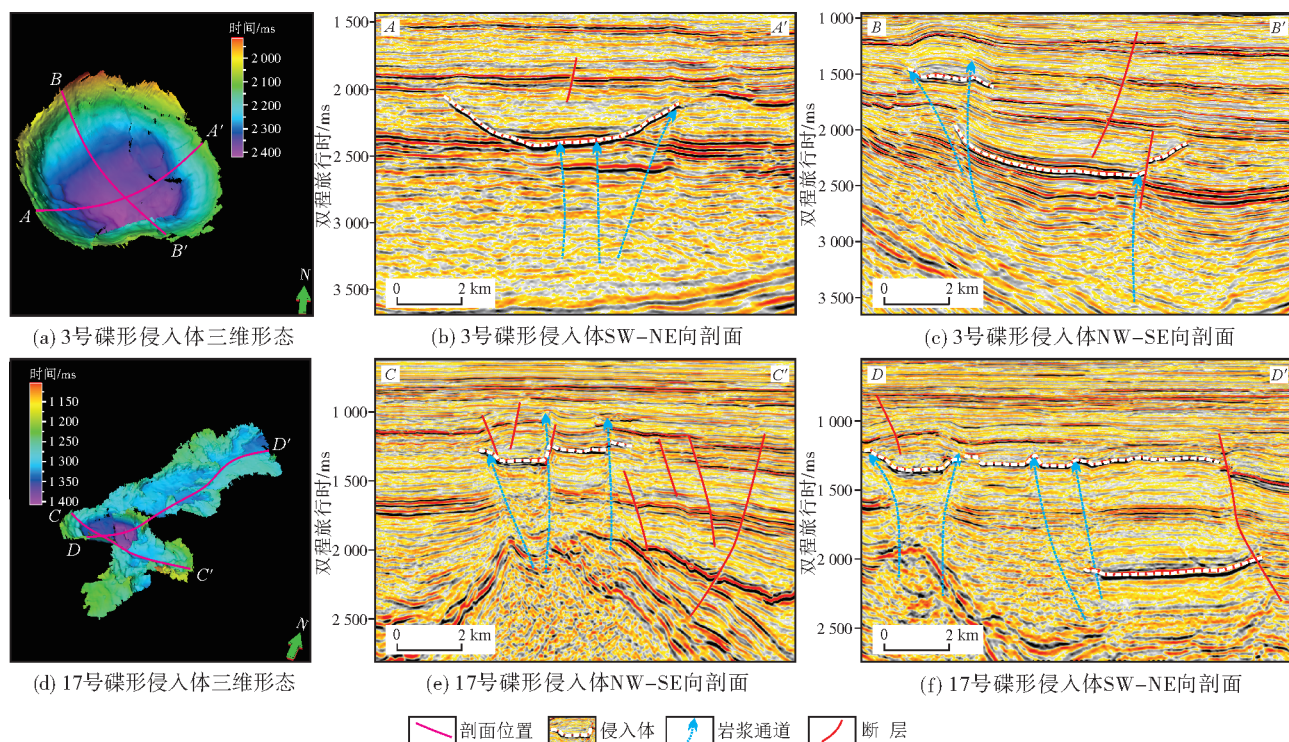 时间/ms
2 000
2 100
2 200
2 300
2 400
B
A'
A
B'
N
(a) 3号碟形侵入体三维形态
双程旅行时/ms
1 500
2 000
2 500
3 000
3 500
A
A'
0 2 km
(b) 3号碟形侵入体SW-NE向剖面
双程旅行时/ms
1 000
1 500
2 000
2 500
3 000
3 500
B
B'
0 2 km
(c) 3号碟形侵入体NW-SE向剖面
时间/ms
1 100
1 150
1 200
1 250
1 300
1 350
1 400
D'
C
D
C'
N
(d) 17号碟形侵入体三维形态
双程旅行时/ms
1 000
1 500
2 000
2 500
C
C'
0 2 km
(e) 17号碟形侵入体NW-SE向剖面
双程旅行时/ms
1 000
1 500
2 000
2 500
D
D'
0 2 km
(f) 17号碟形侵入体SW-NE向剖面
剖面位置 侵入体 岩浆通道 断 层